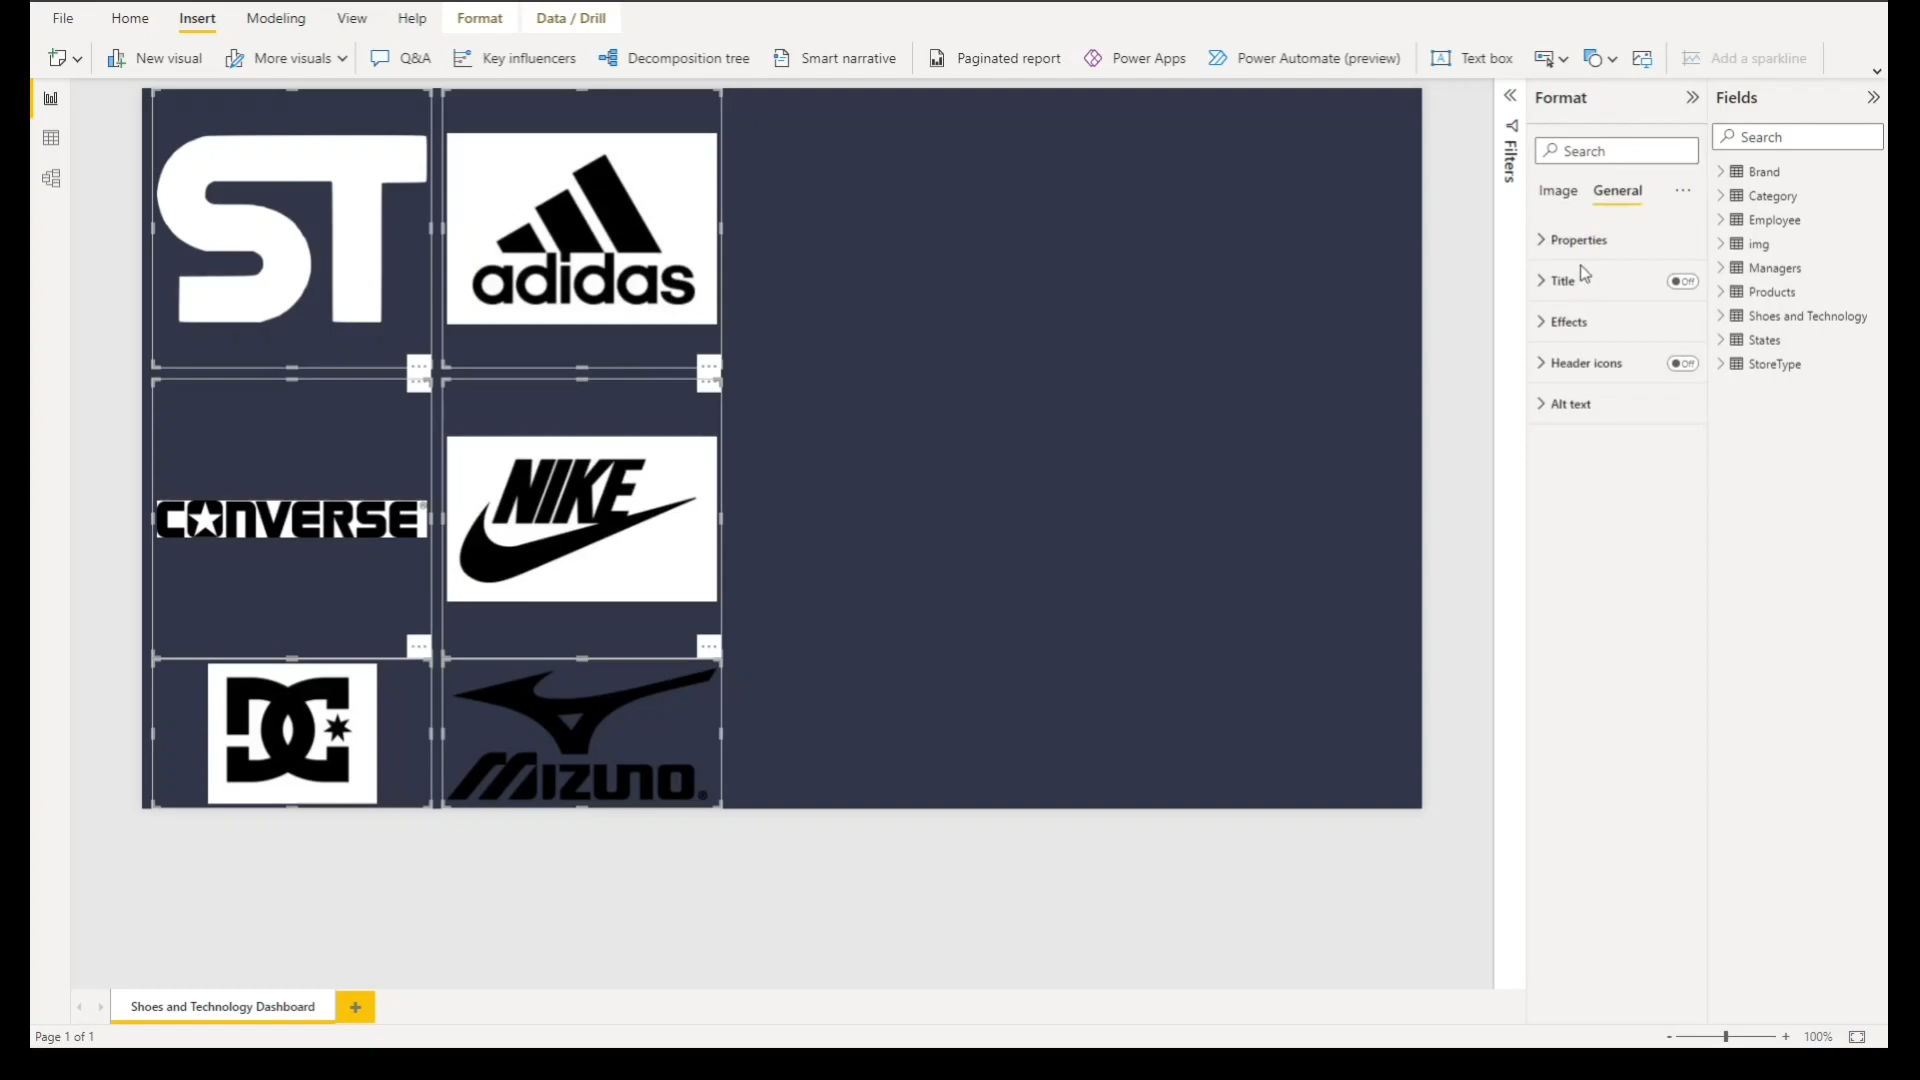 File Home Insert Modeling View Help Format Data / Drill
New visual More visuals Q&A Key influencers Decomposition tree Smart narrative Paginated report Power Apps Power Automate (preview) Text box Add a sparkline
Format
Search
Image General ...
Properties
Title Off
Effects
Header icons Off
Alt text
Fields
Search
Brand
Category
Employee
img
Managers
Products
Shoes and Technology
States
StoreType
Filters
ST
adidas
CONVERSE®
NIKE
DC
MIZUNO®
Shoes and Technology Dashboard +
Page 1 of 1
- + 100%